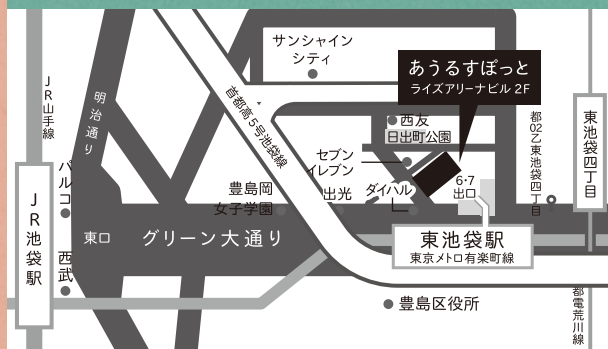 サンシャイン
シティ
あうるすぽっと
ライズアリーナビル 2F
JR山手線
明治通り
首都高5号池袋線
西友
日出町公園
都02乙東池袋四丁目
東池袋四丁目
セブン
イレブン
パルコ
JR池袋駅
豊島岡
女子学園
出光
ダイハル
6・7
出口
東口
グリーン大通り
東池袋駅
東京メトロ有楽町線
西武
豊島区役所
都電荒川線